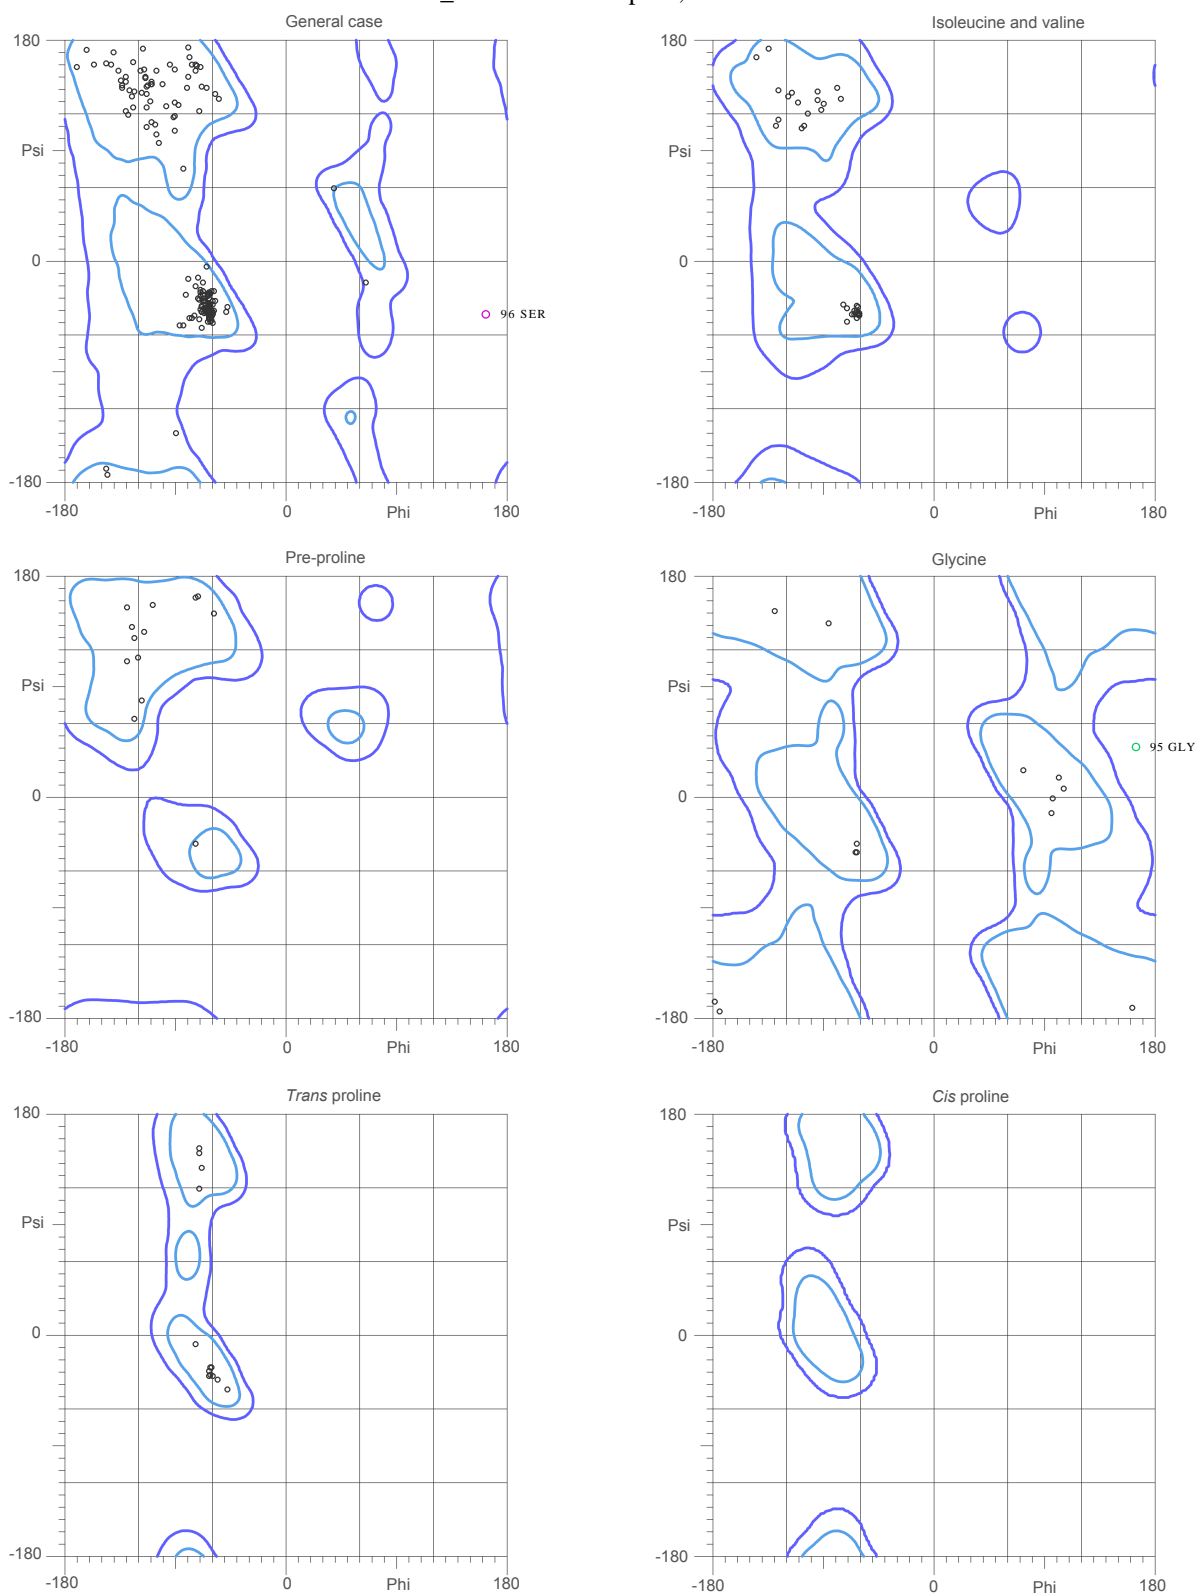 General case
Isoleucine and valine
180
180
Psi
Psi
0
0
96 SER
-180
-180
-180
0
Phi
180
-180
0
Phi
180
Pre-proline
Glycine
180
180
Psi
Psi
95 GLY
0
0
-180
-180
-180
0
Phi
180
-180
0
Phi
180
Trans proline
Cis proline
180
180
Psi
Psi
0
0
-180
-180
-180
0
Phi
180
-180
0
Phi
180